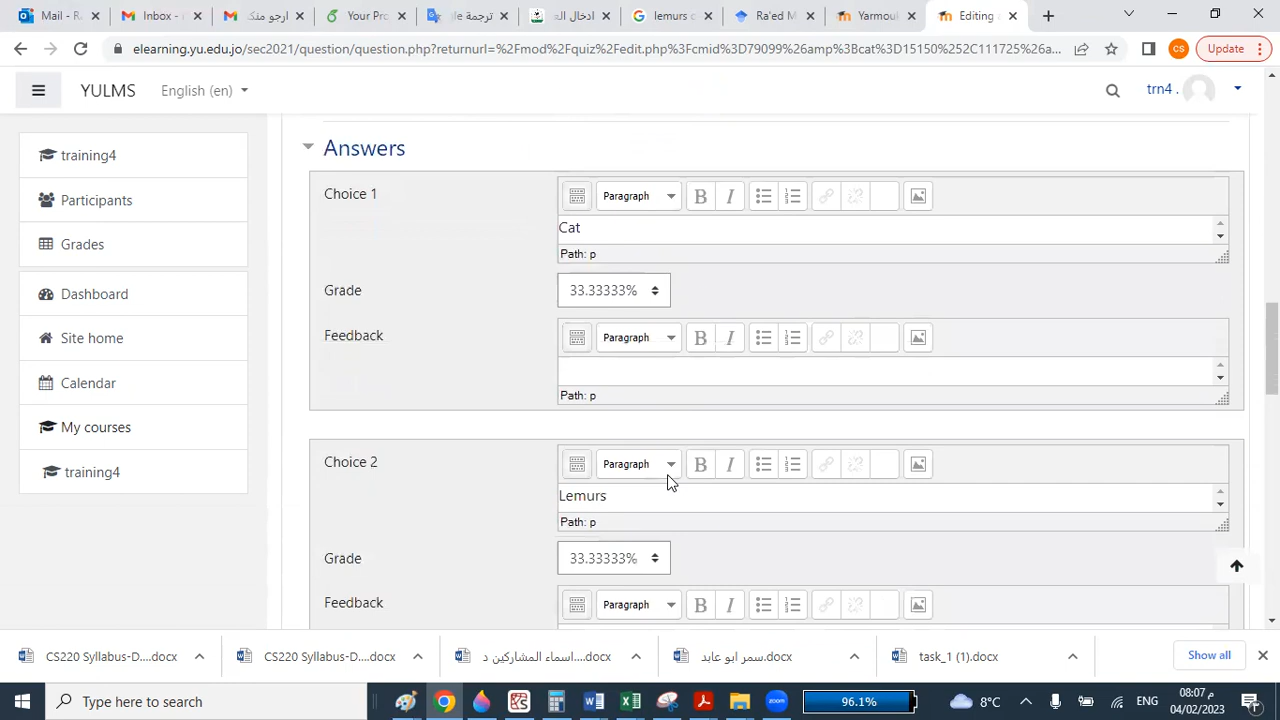 Mail - Ra
Inbox - (
ارجو منك
Your Pro
ترجمة
ادخال ال
lemurs c
Ra'ed M
Yarmouk
Editing a
elearning.yu.edu.jo/sec2021/question/question.php?returnurl=%2Fmod%2Fquiz%2Fedit.php%3Fcmid%3D79099%26amp%3Bcat%3D15150%252C111725%26a...
CS
Update
YULMS
English (en)
trn4 .
training4
Participants
Grades
Dashboard
Site home
Calendar
My courses
training4
Answers
Choice 1
Paragraph
B
I
Cat
Path: p
Grade
33.33333%
Feedback
Paragraph
B
I
Path: p
Choice 2
Paragraph
B
I
Lemurs
Path: p
Grade
33.33333%
Feedback
Paragraph
B
I
CS220 Syllabus-D....docx
CS220 Syllabus-D....docx
اسماء المشاركين د....docx
سمر ابو عابد.docx
task_1 (1).docx
Show all
Type here to search
zoom
96.1%
8°C
ENG
08:07 م
04/02/2023